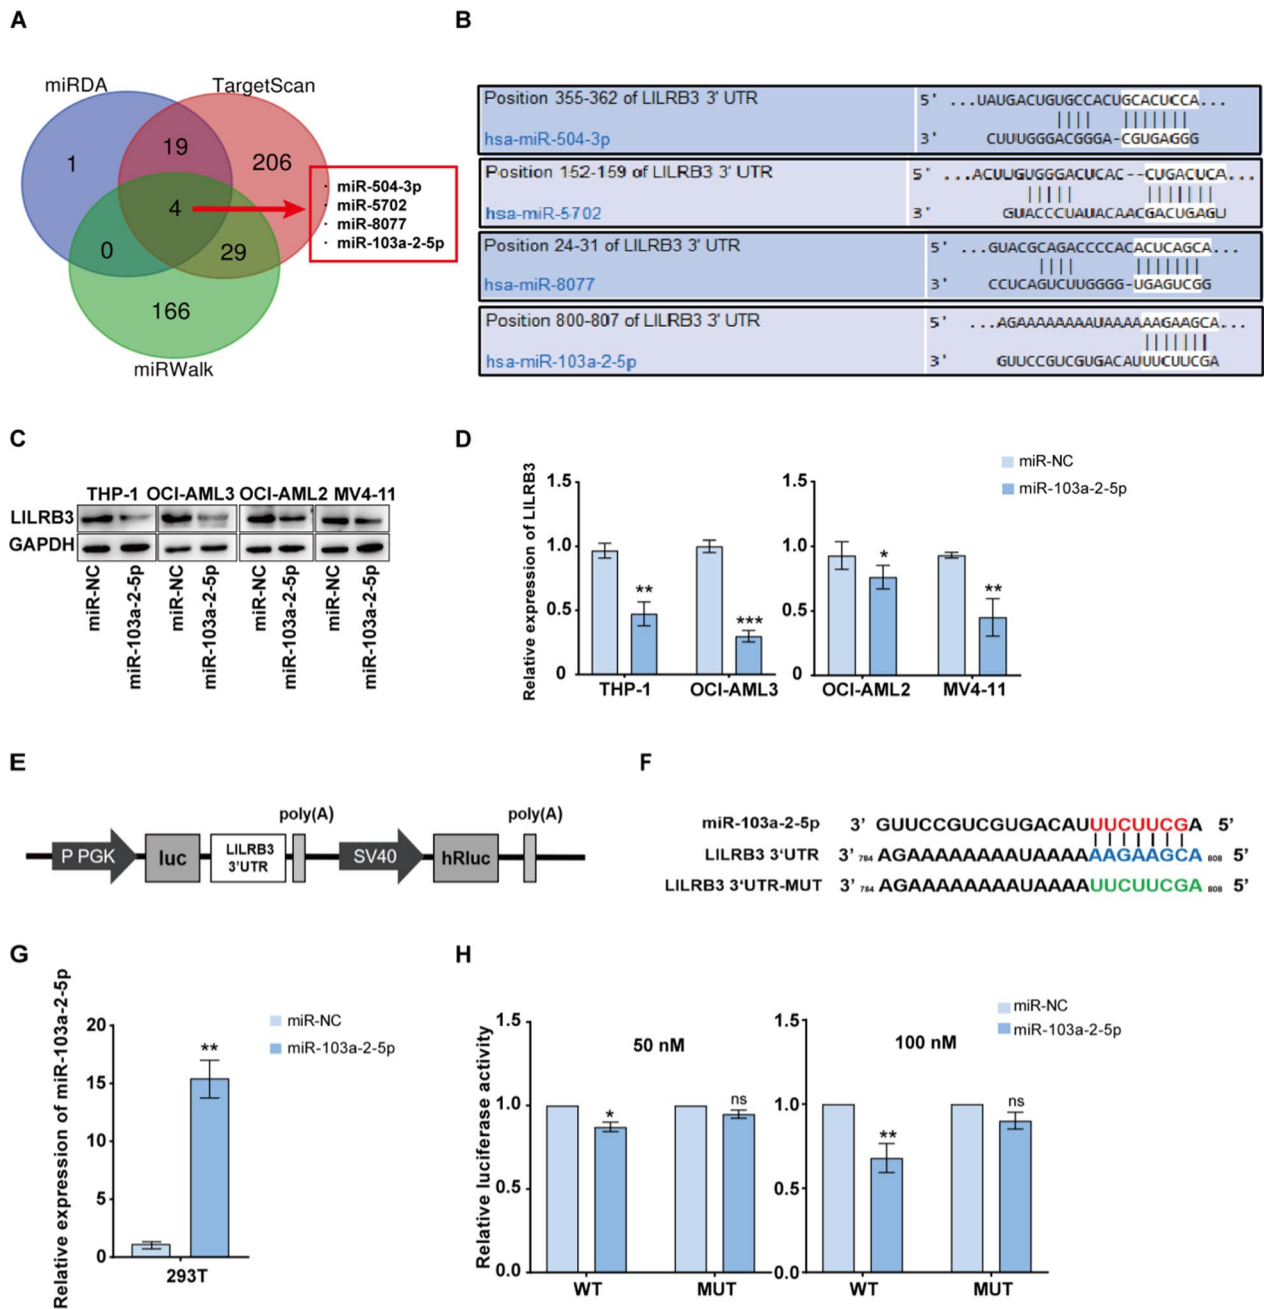 A
miRDA
TargetScan
1
19
206
4
0
29
166
miRWalk
· miR-504-3p
· miR-5702
· miR-8077
· miR-103a-2-5p
B
Position 355-362 of LILRB3 3' UTR
5' ...UAUGACUGUGCCACUGCACUCCA...
hsa-miR-504-3p
3' CUUUGGGACGGGA-CGUGAGGG
Position 152-159 of LILRB3 3' UTR
5' ...ACUUGUGGGACUCAC--CUGACUCA...
hsa-miR-5702
3' GUACCCUAUACAACGACUGAGU
Position 24-31 of LILRB3 3' UTR
5' ...GUACGCAGACCCCACACUCAGCA...
hsa-miR-8077
3' CCUCAGUCUUGGGG-UGAGUCGG
Position 800-807 of LILRB3 3' UTR
5' ...AGAAAAAAAAUAAAAAAGAAGCA...
hsa-miR-103a-2-5p
3' GUUCCGUCGUGACAUUUCUUCGA
C
THP-1 OCI-AML3 OCI-AML2 MV4-11
LILRB3
GAPDH
miR-NC
miR-103a-2-5p
miR-NC
miR-103a-2-5p
miR-NC
miR-103a-2-5p
miR-NC
miR-103a-2-5p
D
Relative expression of LILRB3
1.5
1.0
0.5
0
**
***
THP-1
OCI-AML3
1.5
1.0
0.5
0
*
**
OCI-AML2
MV4-11
miR-NC
miR-103a-2-5p
E
P PGK
luc
LILRB3
3'UTR
poly(A)
SV40
hRluc
poly(A)
F
miR-103a-2-5p 3' GUUCCGUCGUGACAUUUCUUCGA 5'
LILRB3 3'UTR 3' 784 AGAAAAAAAAUAAAAAAGAAGCA 808 5'
LILRB3 3'UTR-MUT 3' 784 AGAAAAAAAAUAAAAUUCUUCGA 808 5'
G
Relative expression of miR-103a-2-5p
20
15
10
5
0
**
293T
miR-NC
miR-103a-2-5p
H
Relative luciferase activity
1.5
1.0
0.5
0.0
50 nM
*
ns
WT
MUT
1.5
1.0
0.5
0.0
100 nM
**
ns
WT
MUT
miR-NC
miR-103a-2-5p